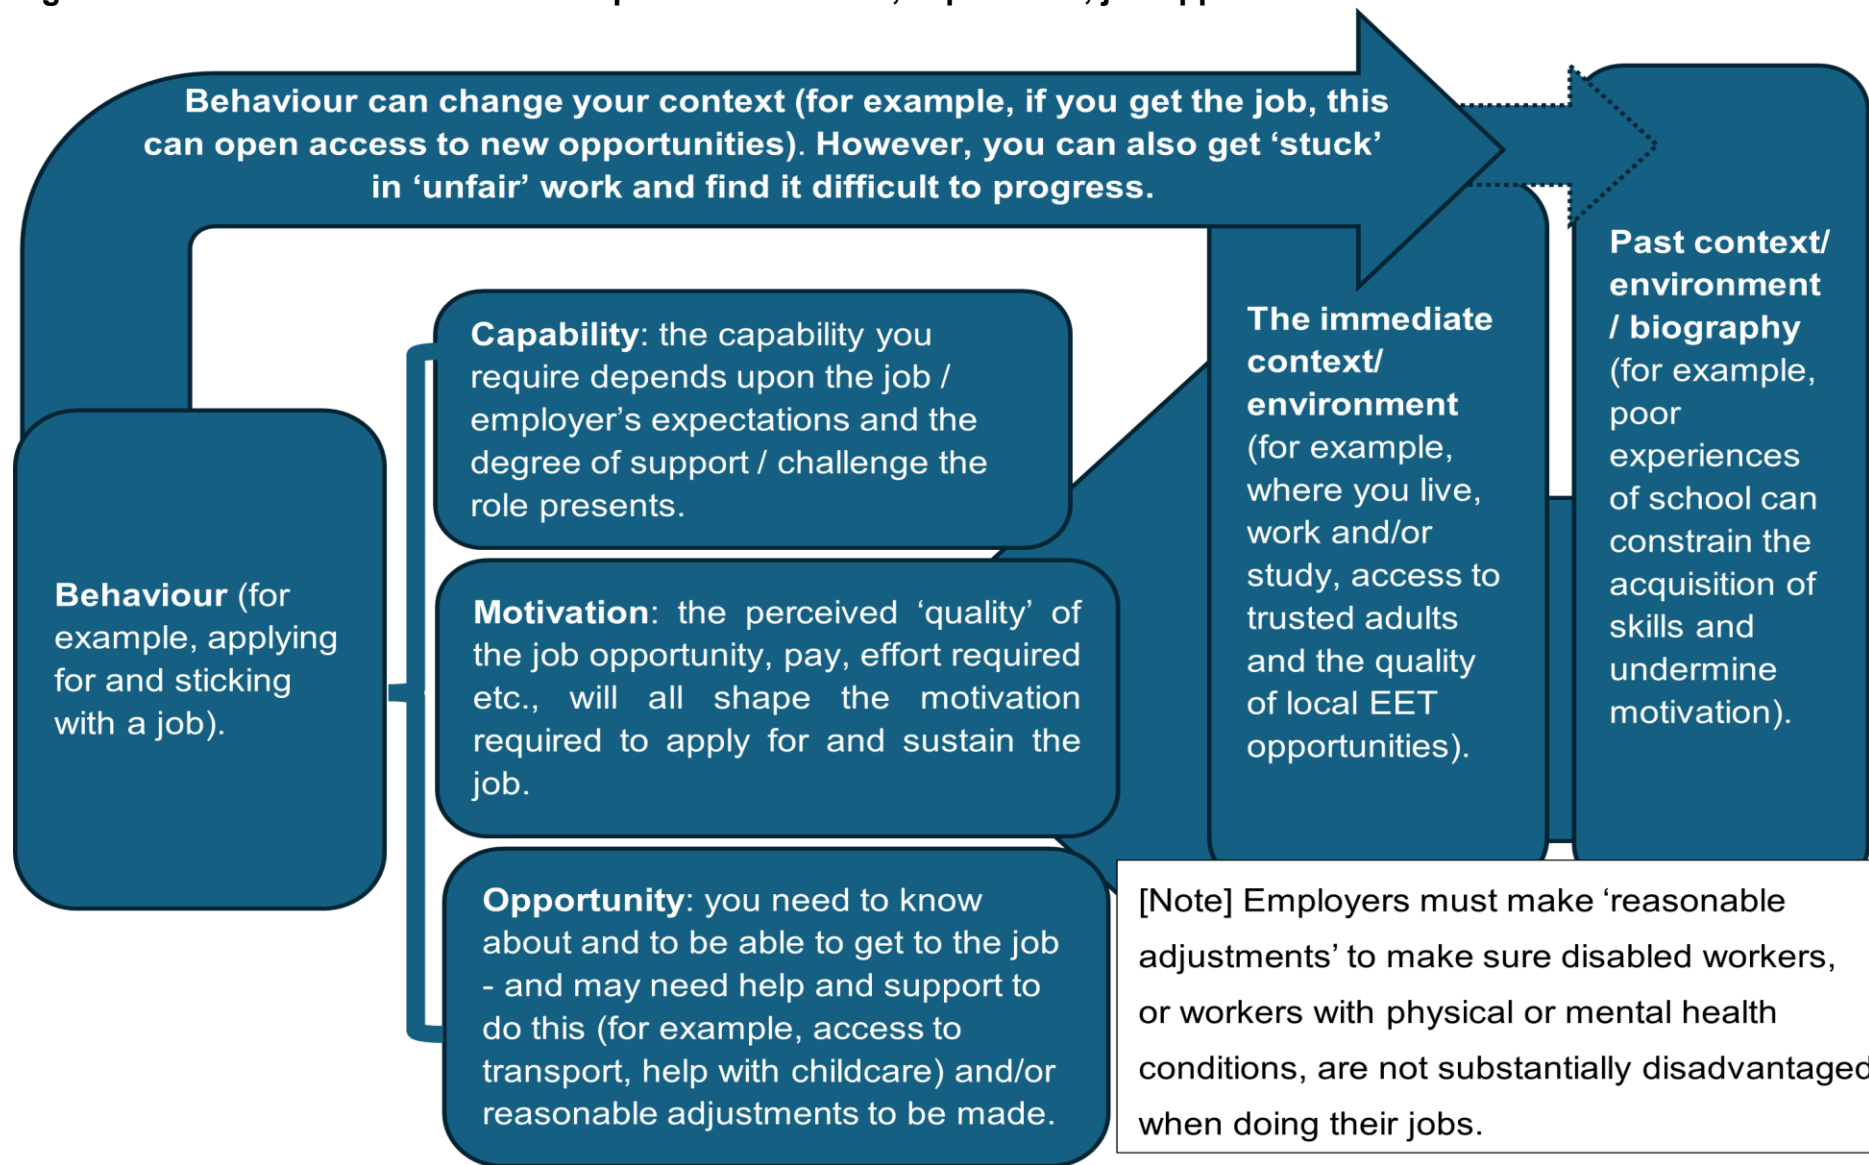 Behaviour can change your context (for example, if you get the job, this
can open access to new opportunities). However, you can also get ‘stuck’
in ‘unfair’ work and find it difficult to progress.
Behaviour (for
example, applying
for and sticking
with a job).
Capability: the capability you
require depends upon the job /
employer’s expectations and the
degree of support / challenge the
role presents.
Motivation: the perceived ‘quality’ of
the job opportunity, pay, effort required
etc., will all shape the motivation
required to apply for and sustain the
job.
Opportunity: you need to know
about and to be able to get to the job
- and may need help and support to
do this (for example, access to
transport, help with childcare) and/or
reasonable adjustments to be made.
The immediate
context/
environment
(for example,
where you live,
work and/or
study, access to
trusted adults
and the quality
of local EET
opportunities).
Past context/
environment
/ biography
(for example,
poor
experiences
of school can
constrain the
acquisition of
skills and
undermine
motivation).
[Note] Employers must make ‘reasonable
adjustments’ to make sure disabled workers,
or workers with physical or mental health
conditions, are not substantially disadvantaged
when doing their jobs.